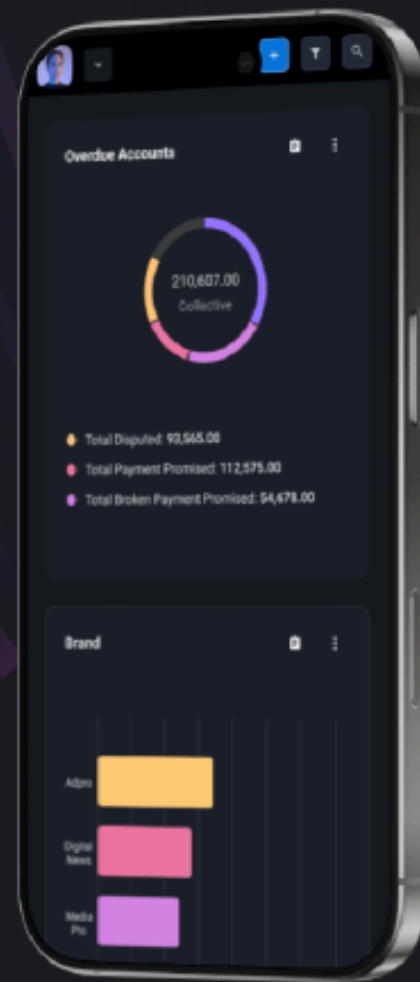 Overdue Accounts
210,607.00
Collective
Total Disputed: 93,565.00
Total Payment Promised: 112,575.00
Total Broken Payment Promised: 54,678.00
Brand
Adpro
Digital
News
Media
Pro